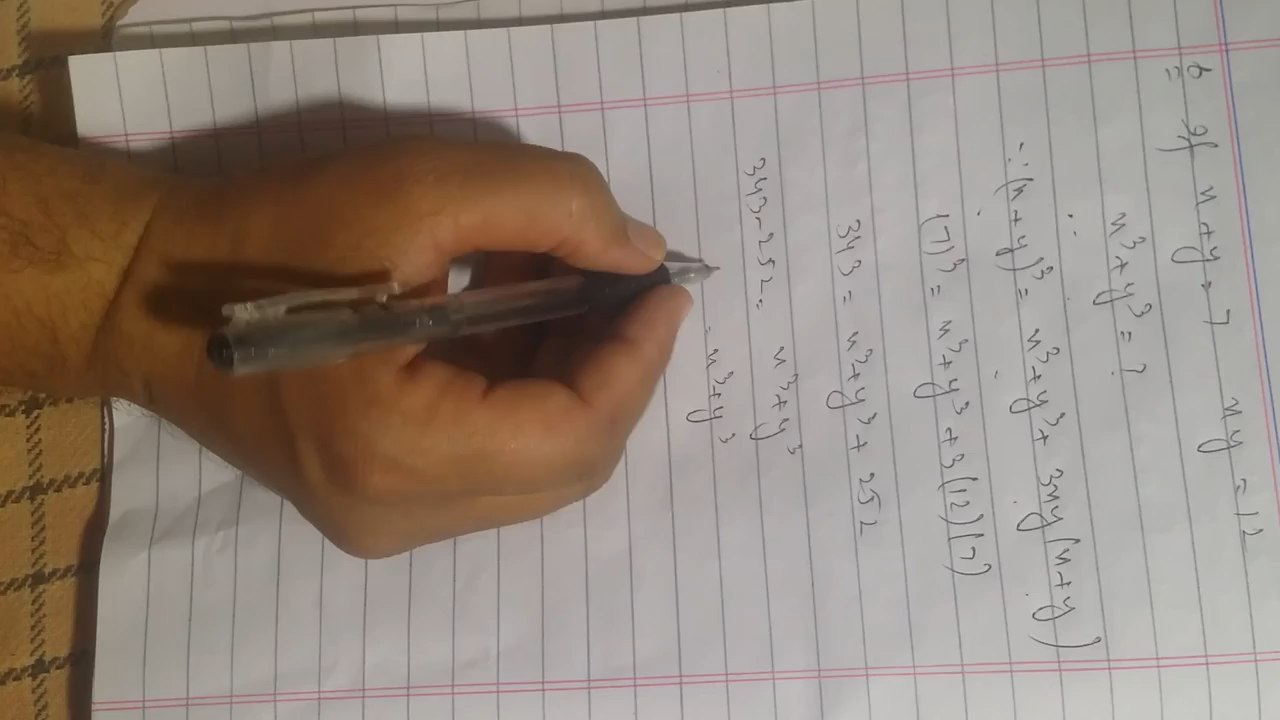 6 If x + y = 7 xy = 12
x³ + y³ = ?
∵ (x + y)³ = x³ + y³ + 3xy(x + y)
(7)³ = x³ + y³ + 3(12)(7)
343 = x³ + y³ + 252
343 - 252 = x³ + y³
= x³ + y³